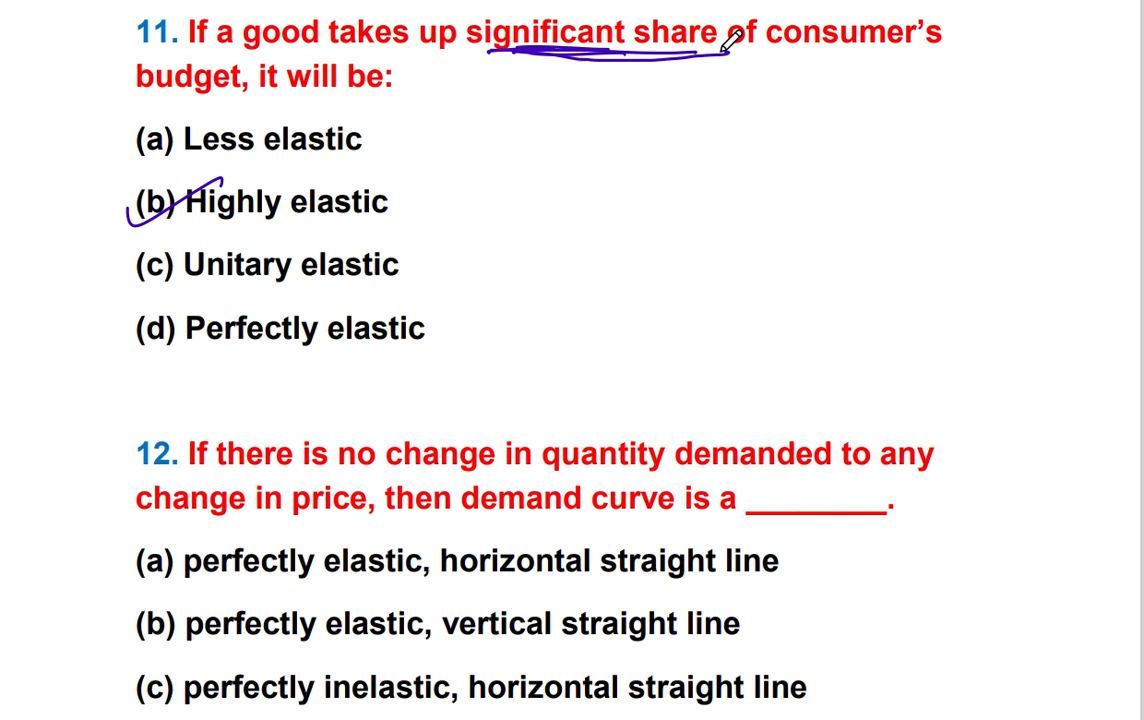 11. If a good takes up significant share of consumer’s
budget, it will be:
(a) Less elastic
(b) Highly elastic
(c) Unitary elastic
(d) Perfectly elastic
12. If there is no change in quantity demanded to any
change in price, then demand curve is a ________.
(a) perfectly elastic, horizontal straight line
(b) perfectly elastic, vertical straight line
(c) perfectly inelastic, horizontal straight line